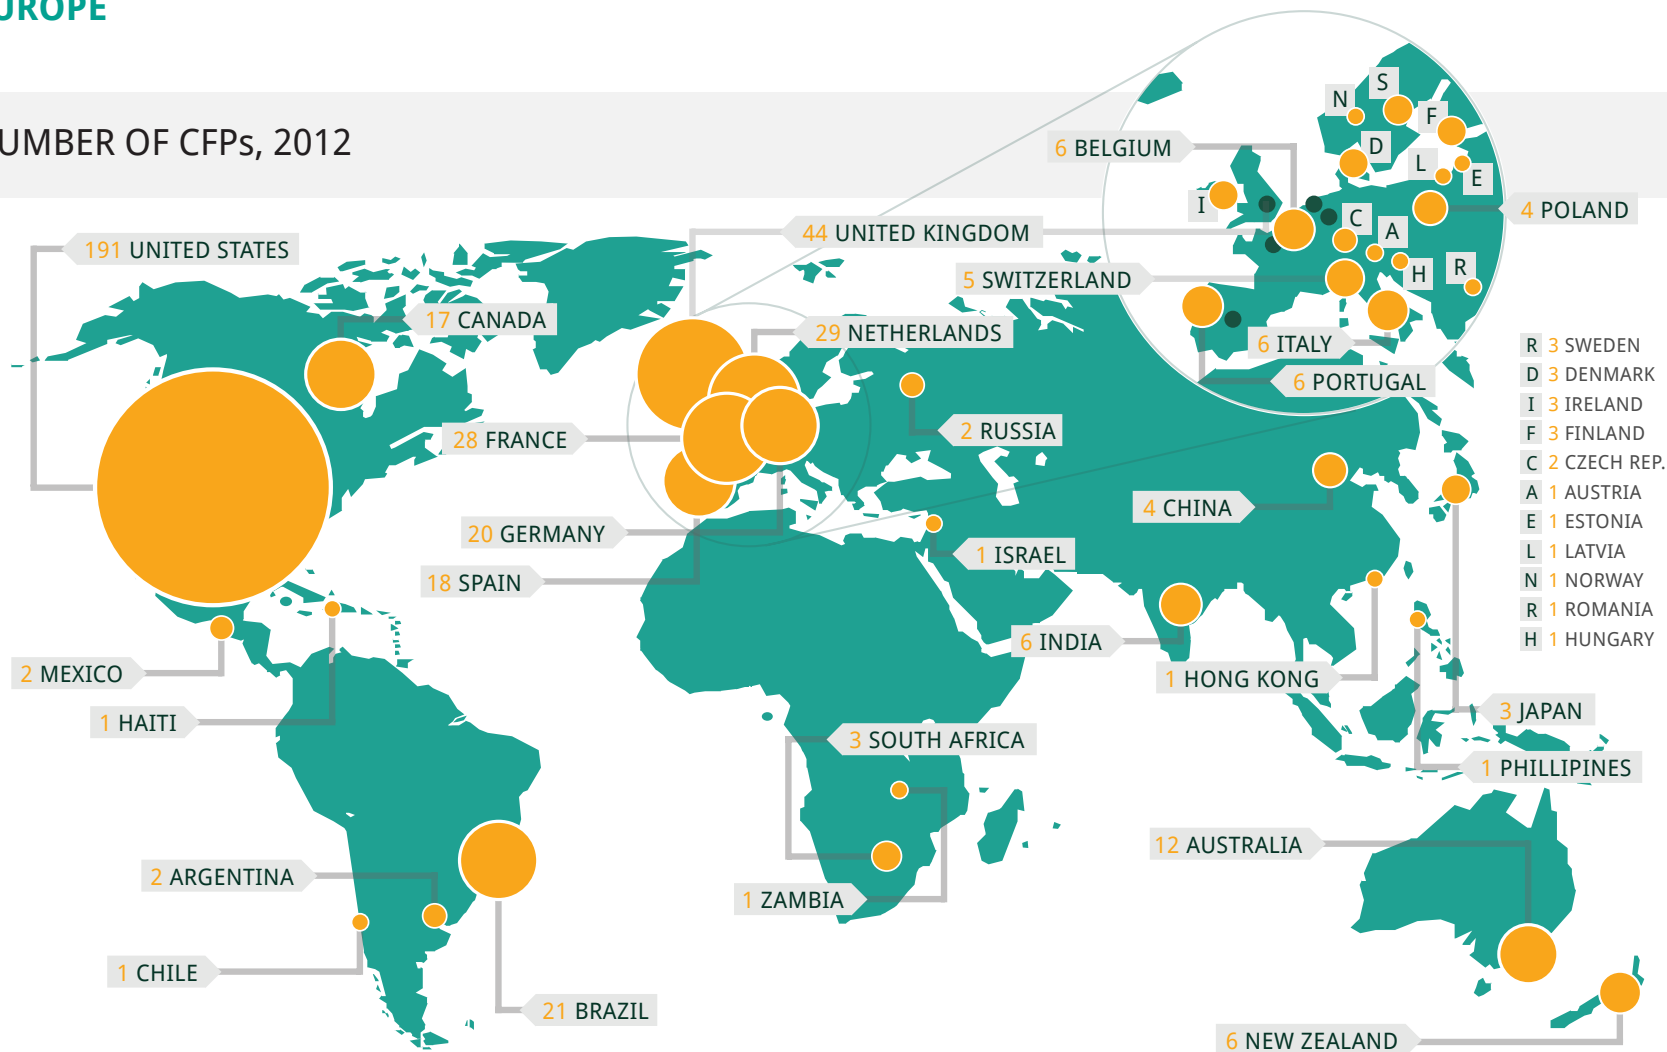 UROPE
UMBER OF CFPs, 2012
S
N
F
6 BELGIUM
D
L
E
I
4 POLAND
C
A
44 UNITED KINGDOM
191 UNITED STATES
H
R
5 SWITZERLAND
17 CANADA
29 NETHERLANDS
6 ITALY
6 PORTUGAL
R 3 SWEDEN
D 3 DENMARK
I 3 IRELAND
F 3 FINLAND
C 2 CZECH REP.
A 1 AUSTRIA
E 1 ESTONIA
L 1 LATVIA
N 1 NORWAY
R 1 ROMANIA
H 1 HUNGARY
2 RUSSIA
28 FRANCE
4 CHINA
20 GERMANY
1 ISRAEL
18 SPAIN
6 INDIA
2 MEXICO
1 HONG KONG
1 HAITI
3 JAPAN
3 SOUTH AFRICA
1 PHILLIPINES
12 AUSTRALIA
2 ARGENTINA
1 ZAMBIA
1 CHILE
21 BRAZIL
6 NEW ZEALAND